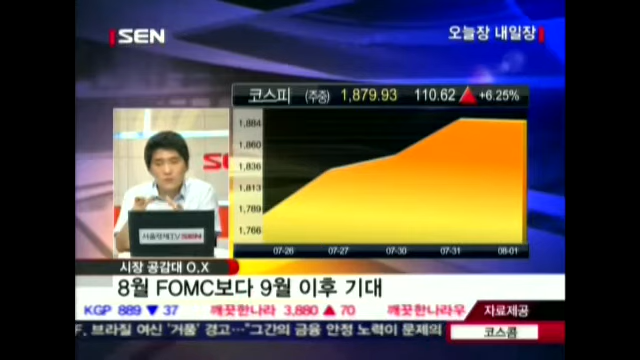 SEN
오늘장 내일장
코스피 (주중) 1,879.93 110.62 ▲ +6.25%
1,884
1,860
1,836
1,813
1,789
1,766
07-26 07-27 07-30 07-31 08-01
서울경제TV SEN
시장 공감대 O.X
8월 FOMC보다 9월 이후 기대
KGP 889 ▼ 37 깨끗한나라 3,880 ▲ 70 깨끗한나라우
자료제공
F. 브라질 여신 '거품' 경고…"그간의 금융 안정 노력이 문제의
코스콤